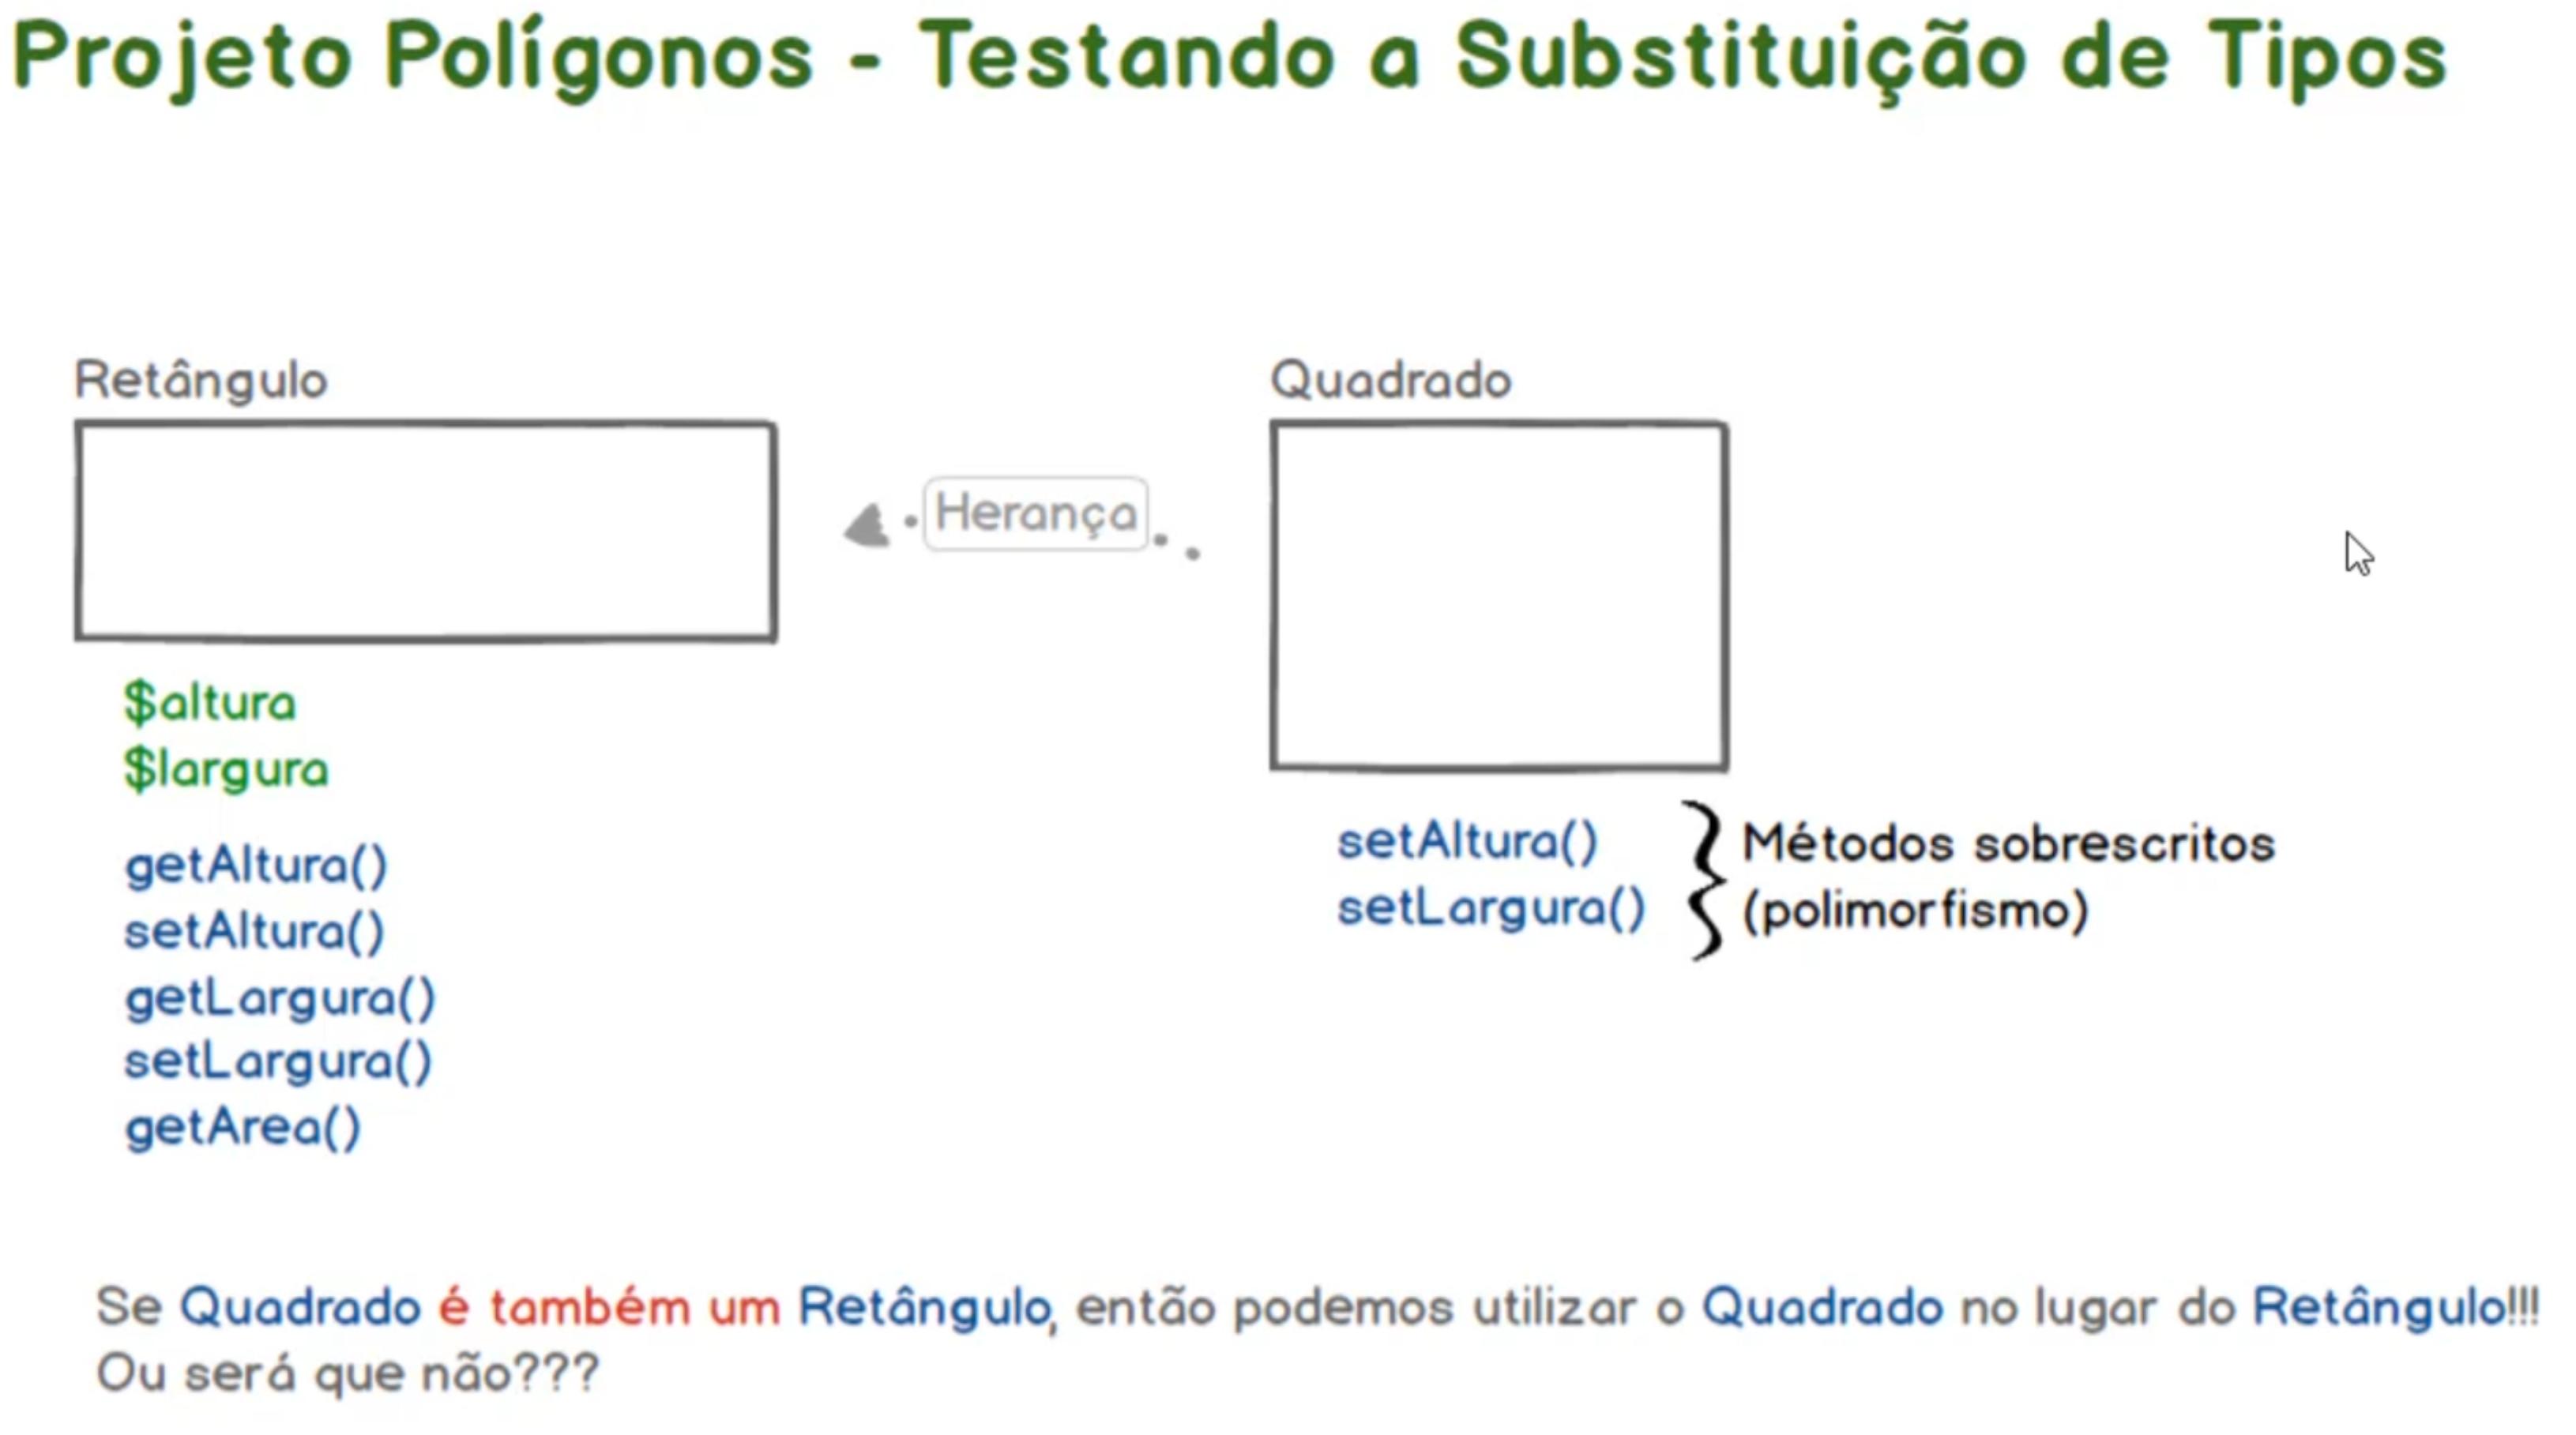 Projeto Polígonos - Testando a Substituição de Tipos
Retângulo
Quadrado
Herança
$altura
$largura
getAltura()
setAltura()
getLargura()
setLargura()
getArea()
setAltura()
setLargura()
Métodos sobrescritos
(polimorfismo)
Se Quadrado é também um Retângulo, então podemos utilizar o Quadrado no lugar do Retângulo!!!
Ou será que não???